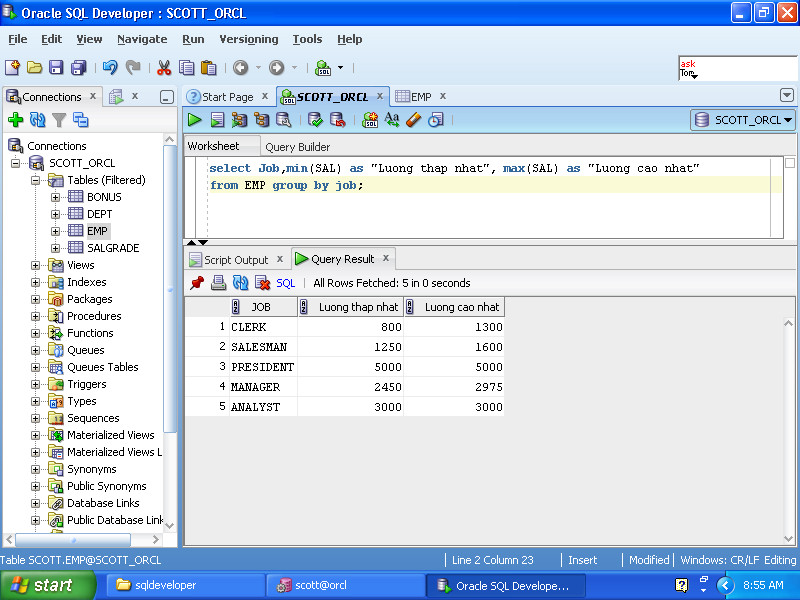 Oracle SQL Developer : SCOTT_ORCL
File Edit View Navigate Run Versioning Tools Help
ask
Tom
Connections
Start Page
SCOTT_ORCL
EMP
SCOTT_ORCL
Worksheet
Query Builder
select Job,min(SAL) as "Luong thap nhat", max(SAL) as "Luong cao nhat"
from EMP group by job;
Connections
SCOTT_ORCL
Tables (Filtered)
BONUS
DEPT
EMP
SALGRADE
Views
Indexes
Packages
Procedures
Functions
Queues
Queues Tables
Triggers
Types
Sequences
Materialized Views
Materialized Views L
Synonyms
Public Synonyms
Database Links
Public Database Link
Script Output
Query Result
SQL
All Rows Fetched: 5 in 0 seconds
JOB Luong thap nhat Luong cao nhat
1 CLERK 800 1300
2 SALESMAN 1250 1600
3 PRESIDENT 5000 5000
4 MANAGER 2450 2975
5 ANALYST 3000 3000
Table SCOTT.EMP@SCOTT_ORCL
Line 2 Column 23
Insert
Modified
Windows: CR/LF Editing
start
sqldeveloper
scott@orcl
Oracle SQL Develope...
8:55 AM